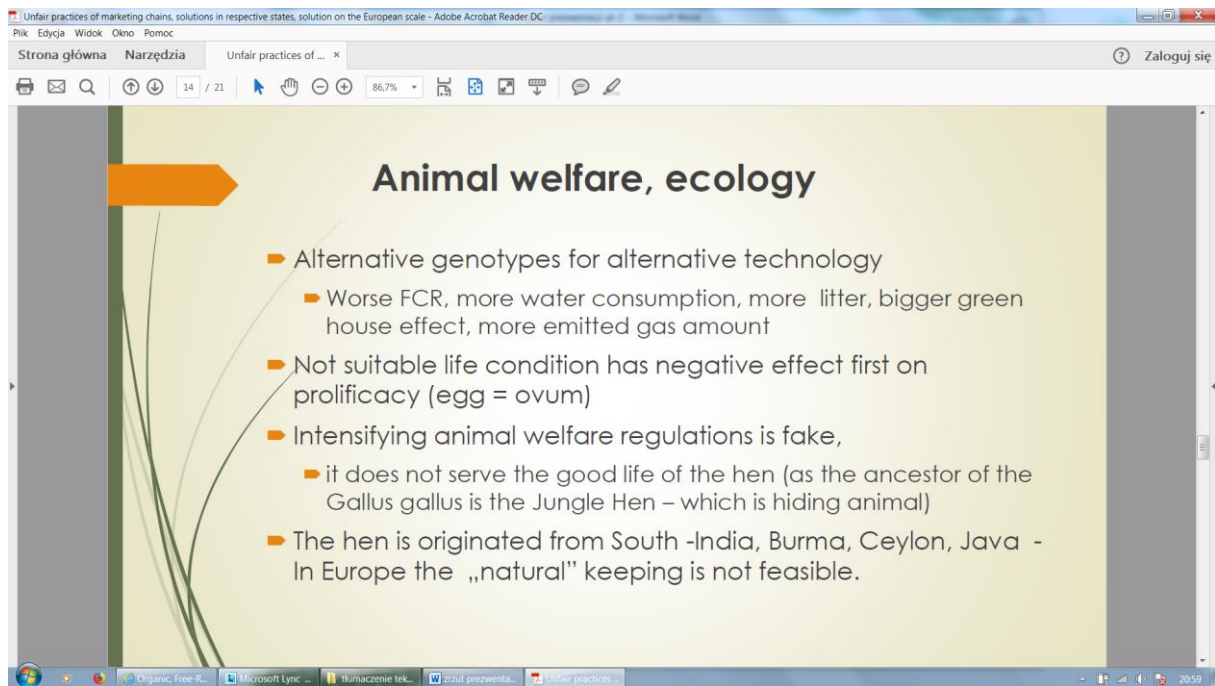 Unfair practices of marketing chains, solutions in respective states, solution on the European scale - Adobe Acrobat Reader DC
Plik Edycja Widok Okno Pomoc
Strona główna Narzędzia Unfair practices of ... × Zaloguj się
14 / 21 86,7%
Animal welfare, ecology
Alternative genotypes for alternative technology
Worse FCR, more water consumption, more litter, bigger green
house effect, more emitted gas amount
Not suitable life condition has negative effect first on
prolificacy (egg = ovum)
Intensifying animal welfare regulations is fake,
it does not serve the good life of the hen (as the ancestor of the
Gallus gallus is the Jungle Hen – which is hiding animal)
The hen is originated from South -India, Burma, Ceylon, Java -
In Europe the „natural" keeping is not feasible.
Organic, Free-R... Microsoft Lync ... tłumaczenie tek... zrzut prezwenta... Unfair practices ... 20:59